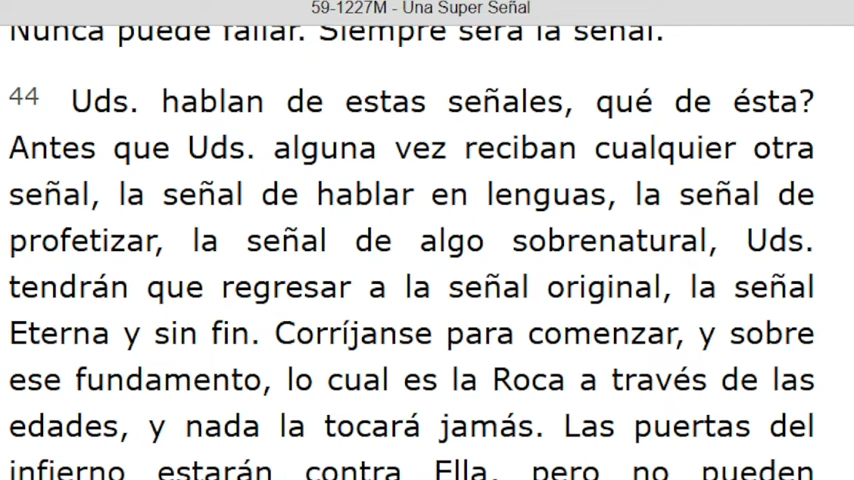 59-1227M - Una Super Señal
Nunca puede fallar. Siempre será la señal.
44 Uds. hablan de estas señales, qué de ésta?
Antes que Uds. alguna vez reciban cualquier otra
señal, la señal de hablar en lenguas, la señal de
profetizar, la señal de algo sobrenatural, Uds.
tendrán que regresar a la señal original, la señal
Eterna y sin fin. Corríjanse para comenzar, y sobre
ese fundamento, lo cual es la Roca a través de las
edades, y nada la tocará jamás. Las puertas del
infierno estarán contra Ella, pero no pueden